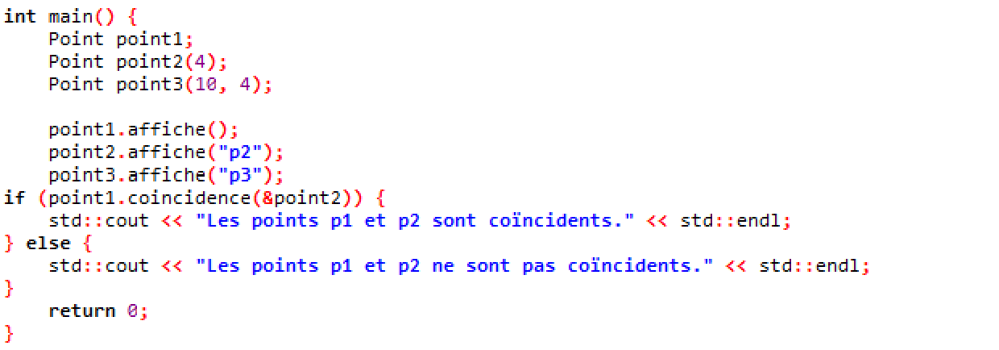 int main() {
    Point point1;
    Point point2(4);
    Point point3(10, 4);

    point1.affiche();
    point2.affiche("p2");
    point3.affiche("p3");
if (point1.coincidence(&point2)) {
    std::cout << "Les points p1 et p2 sont coïncidents." << std::endl;
} else {
    std::cout << "Les points p1 et p2 ne sont pas coïncidents." << std::endl;
}
    return 0;
}